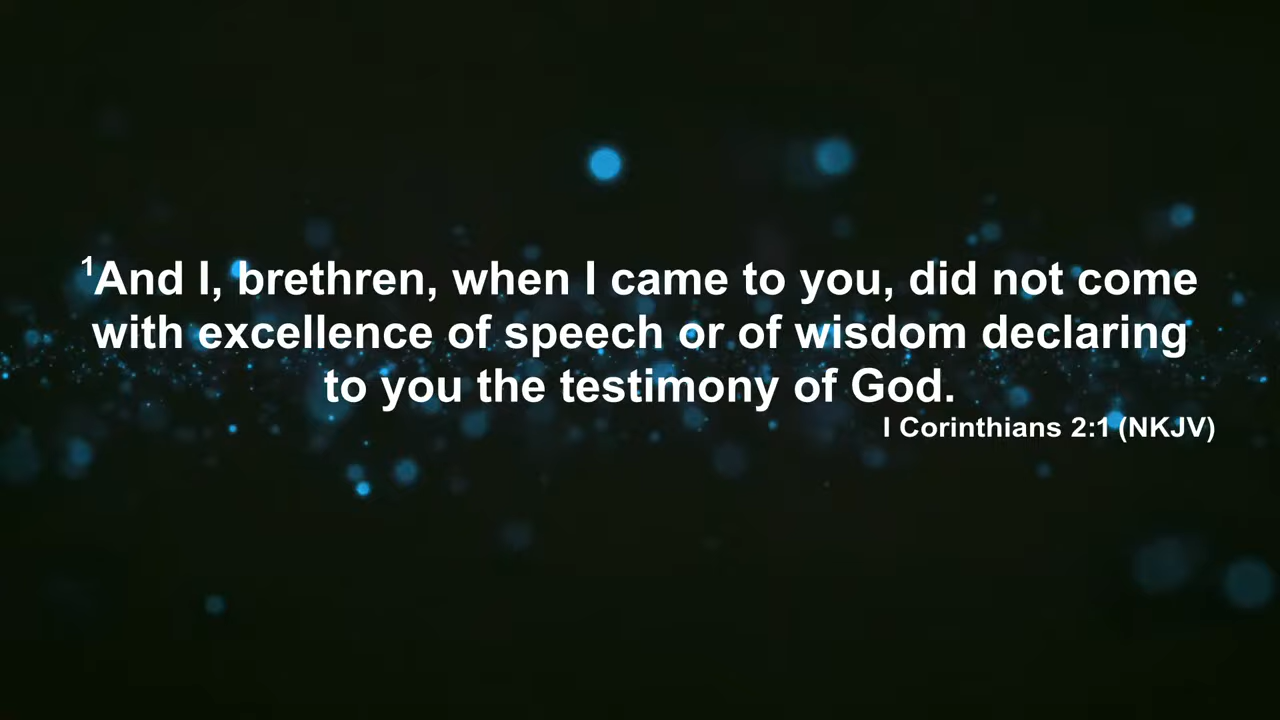 ¹And I, brethren, when I came to you, did not come
with excellence of speech or of wisdom declaring
to you the testimony of God.
I Corinthians 2:1 (NKJV)